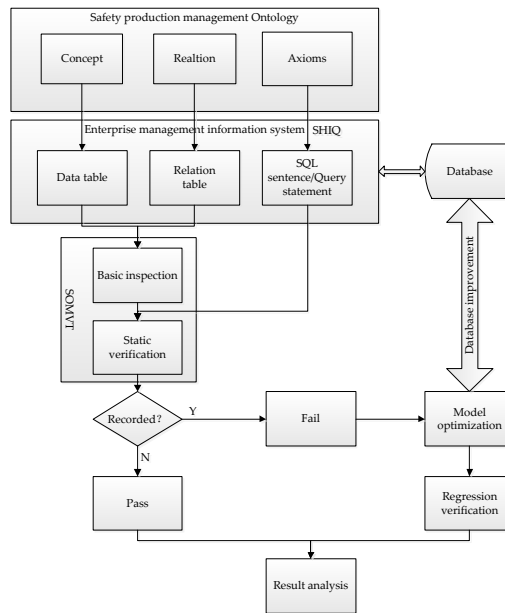 Safety production management Ontology
Concept
Realtion
Axioms
Enterprise management information system SHIQ
Data table
Relation
table
SQL
sentence/Query
statement
Database
SOMVT
Basic inspection
Static
verification
Database improvement
Recorded?
Y
Fail
Model
optimization
N
Pass
Regression
verification
Result analysis